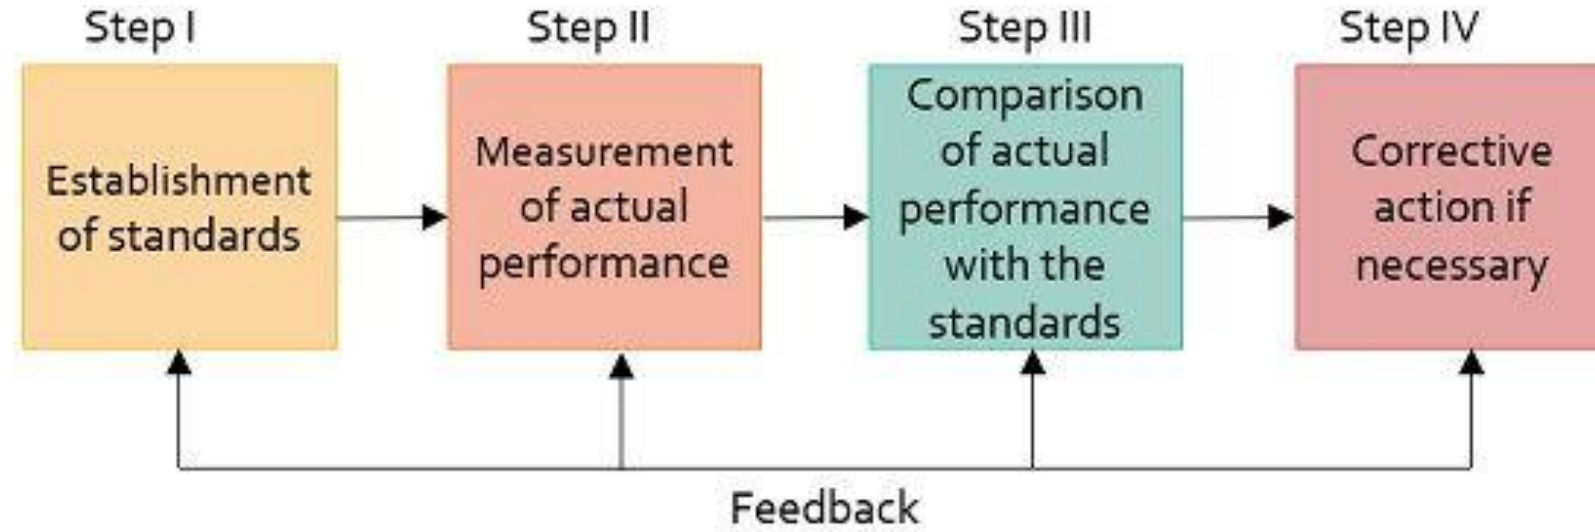 Step I
Establishment
of standards
Step II
Measurement
of actual
performance
Step III
Comparison
of actual
performance
with the
standards
Step IV
Corrective
action if
necessary
Feedback